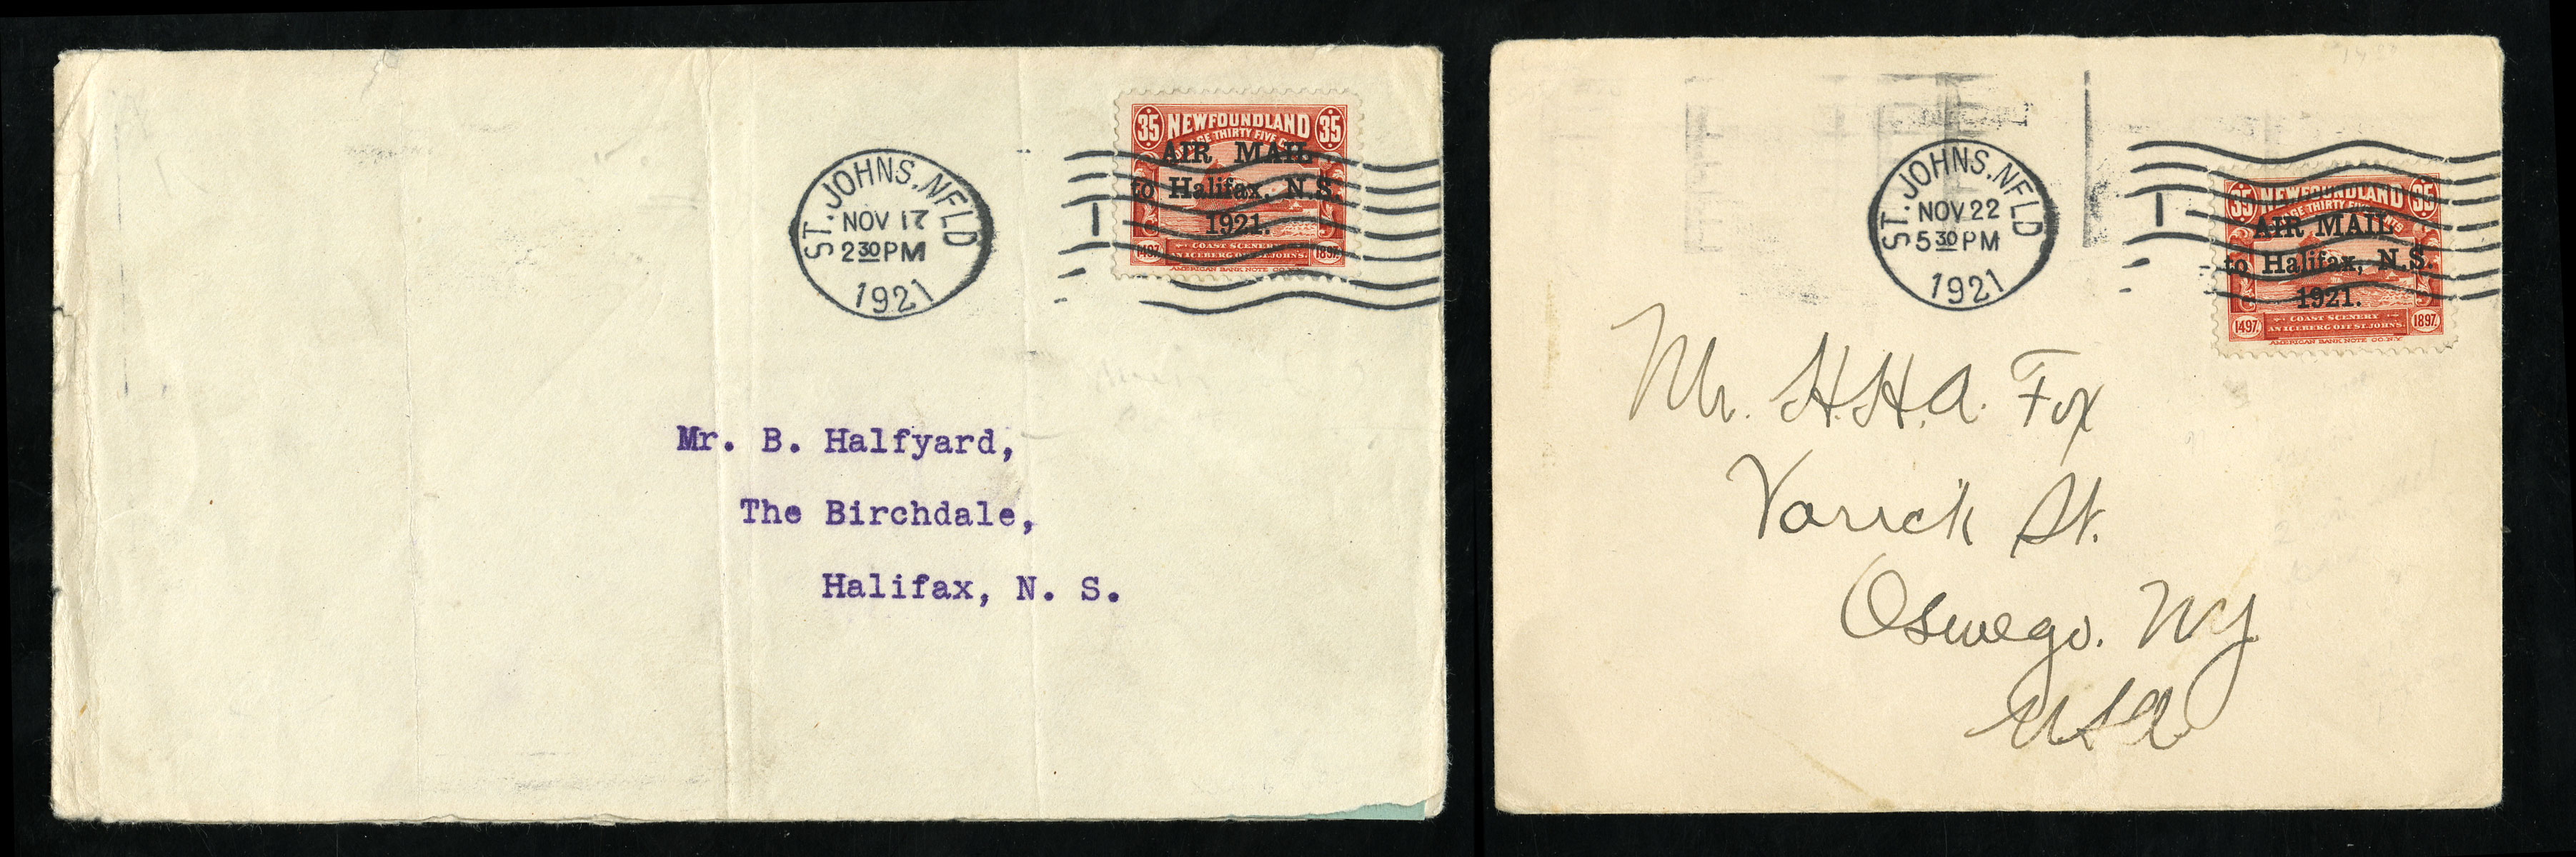 35 NEWFOUNDLAND 35
THIRTY FIVE
AIR MAIL
to Halifax, N.S.
1921.
COAST SCENERY
1497 AN ICEBERG OFF ST. JOHN'S. 1897
AMERICAN BANK NOTE CO. N.Y.
ST. JOHNS, NFLD
NOV 17
2 30 PM
1921
Mr. B. Halfyard,
The Birchdale,
Halifax, N. S.
ST. JOHNS, NFLD
NOV 22
5 30 PM
1921
35 NEWFOUNDLAND 35
THIRTY FIVE
AIR MAIL
to Halifax, N.S.
1921.
COAST SCENERY
1497 AN ICEBERG OFF ST. JOHN'S. 1897
AMERICAN BANK NOTE CO. N.Y.
Mr. H.H.A. Fox
Varick St.
Oswego. NY
USA